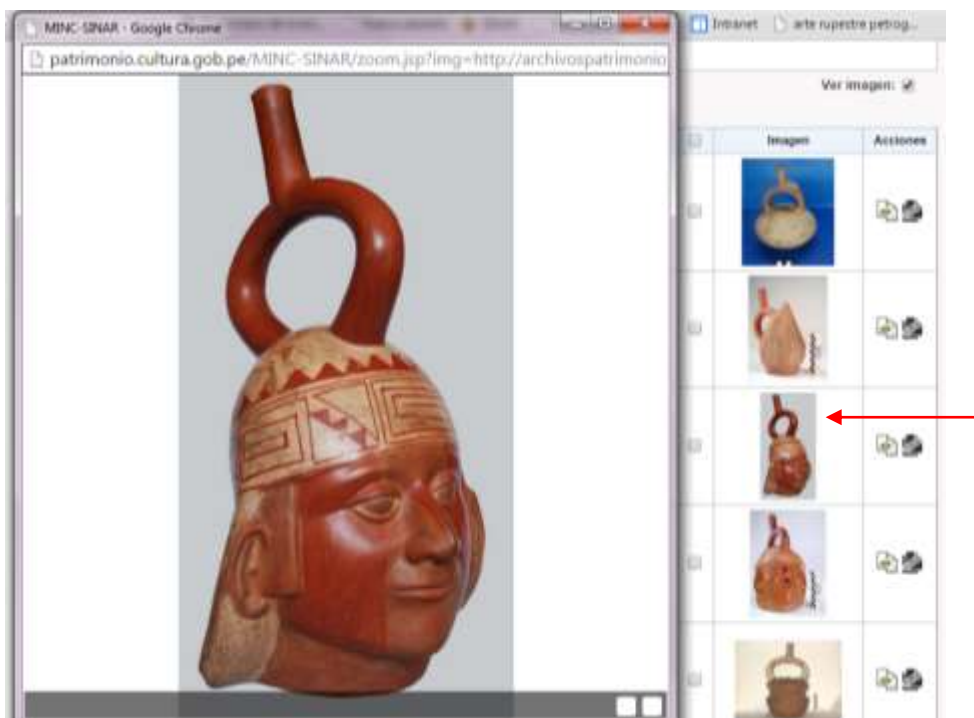 MINC-SINAR - Google Chrome
Intranet
arte rupestre petrog...
patrimonio.cultura.gob.pe/MINC-SINAR/zoom.jsp?img=http://archivospatrimonio
Ver imagen:
Imagen
Acciones